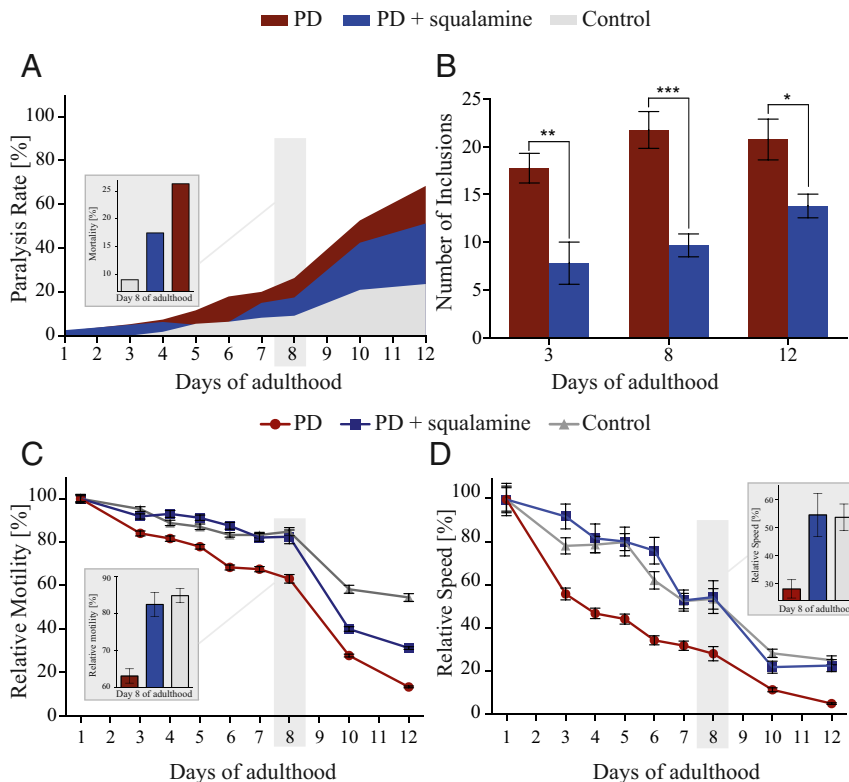 PD PD + squalamine Control
A
Paralysis Rate [%]
100
80
60
40
20
0
1 2 3 4 5 6 7 8 9 10 11 12
Days of adulthood
Mortality [%]
25
20
15
10
Day 8 of adulthood
B
Number of Inclusions
25
20
15
10
5
0
** *** *
3 8 12
Days of adulthood
PD PD + squalamine Control
C
Relative Motility [%]
100
80
60
40
20
0
1 2 3 4 5 6 7 8 9 10 11 12
Days of adulthood
Relative motility [%]
90
80
70
60
Day 8 of adulthood
D
Relative Speed [%]
100
80
60
40
20
0
1 2 3 4 5 6 7 8 9 10 11 12
Days of adulthood
Relative Speed [%]
60
50
40
30
Day 8 of adulthood